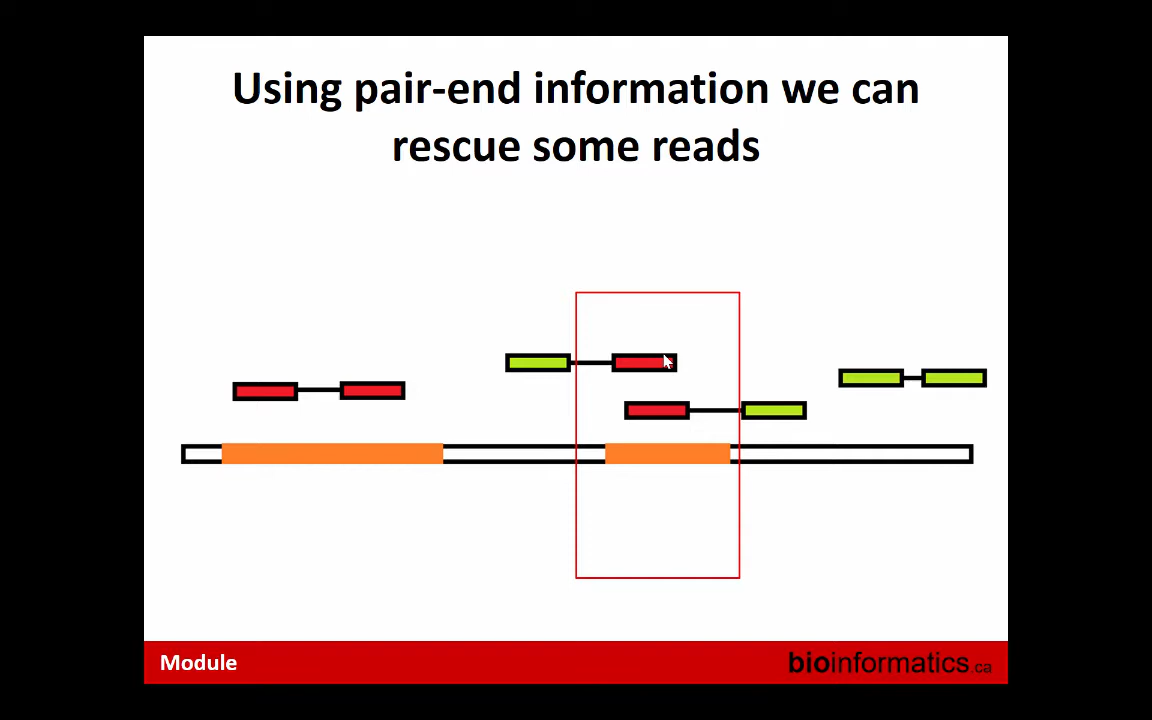 Using pair-end information we can
rescue some reads
Module
bioinformatics.ca